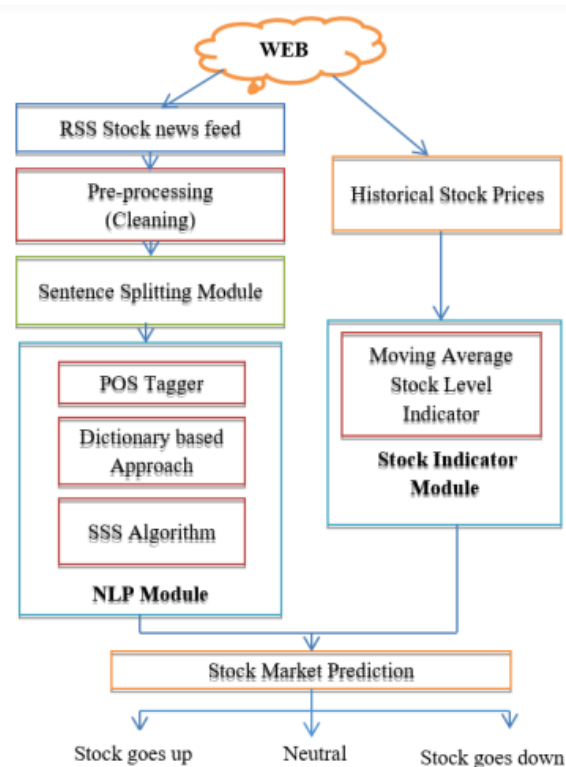 WEB
RSS Stock news feed
Pre-processing
(Cleaning)
Sentence Splitting Module
POS Tagger
Dictionary based
Approach
SSS Algorithm
NLP Module
Historical Stock Prices
Moving Average
Stock Level
Indicator
Stock Indicator
Module
Stock Market Prediction
Stock goes up
Neutral
Stock goes down